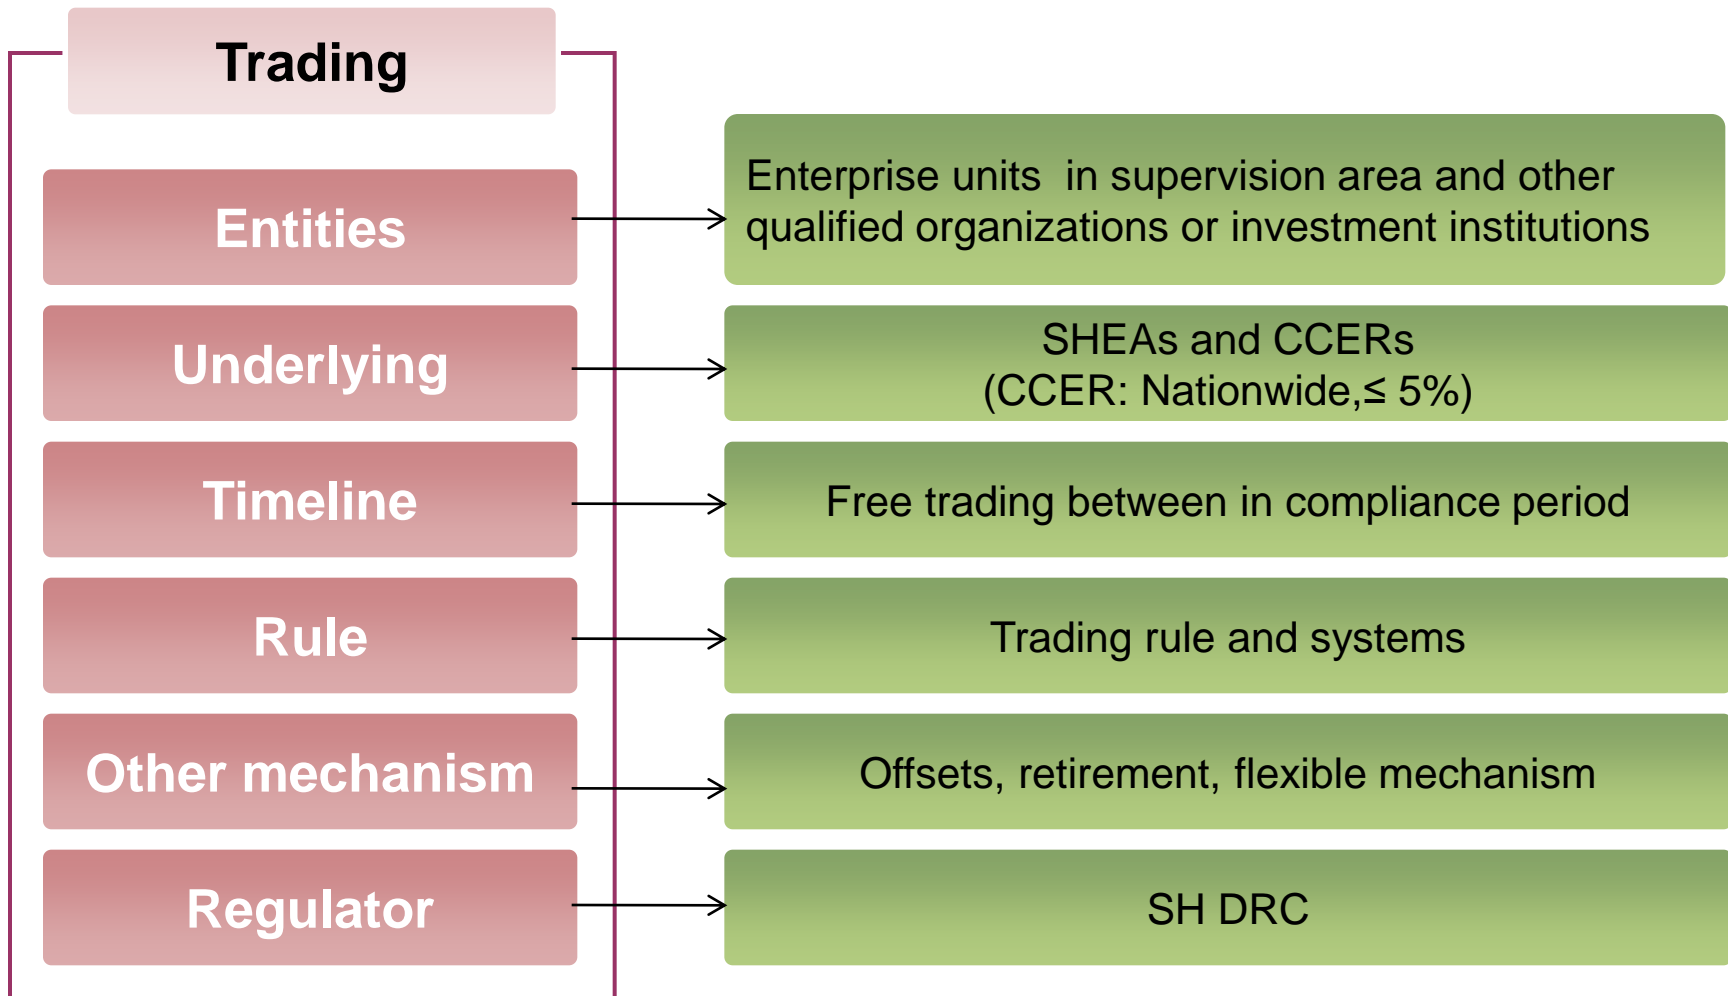 Trading
Entities
Enterprise units in supervision area and other
qualified organizations or investment institutions
Underlying
SHEAs and CCERs
(CCER: Nationwide,≤ 5%)
Timeline
Free trading between in compliance period
Rule
Trading rule and systems
Other mechanism
Offsets, retirement, flexible mechanism
Regulator
SH DRC